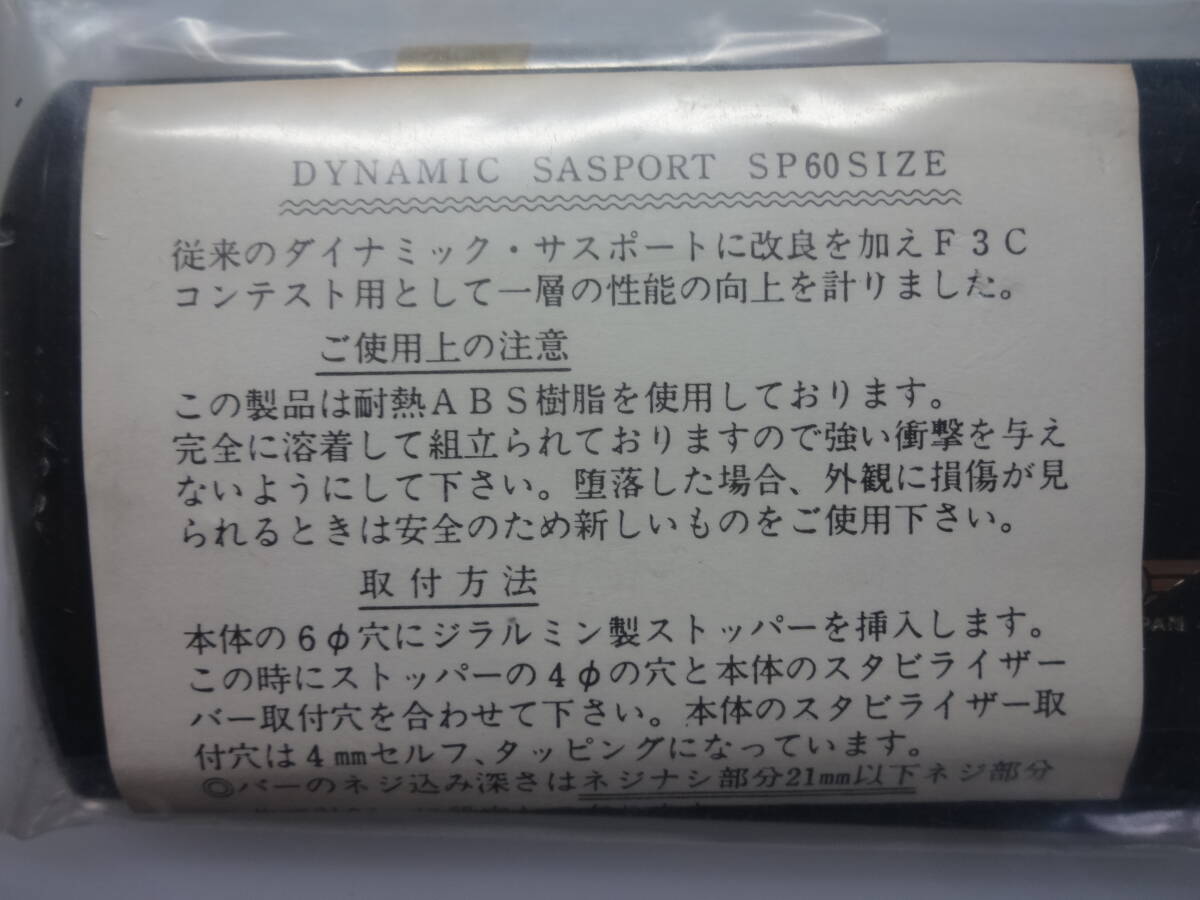 DYNAMIC SASPORT SP60SIZE
従来のダイナミック・サスポートに改良を加えF3C
コンテスト用として一層の性能の向上を計りました。
ご使用上の注意
この製品は耐熱ABS樹脂を使用しております。
完全に溶着して組立られておりますので強い衝撃を与え
ないようにして下さい。堕落した場合、外観に損傷が見
られるときは安全のため新しいものをご使用下さい。
取付方法
本体の6φ穴にジラルミン製ストッパーを挿入します。
この時にストッパーの4φの穴と本体のスタビライザー
バー取付穴を合わせて下さい。本体のスタビライザー取
付穴は4mmセルフ、タッピングになっています。
◎バーのネジ込み深さはネジナシ部分21mm以下ネジ部分
PAN